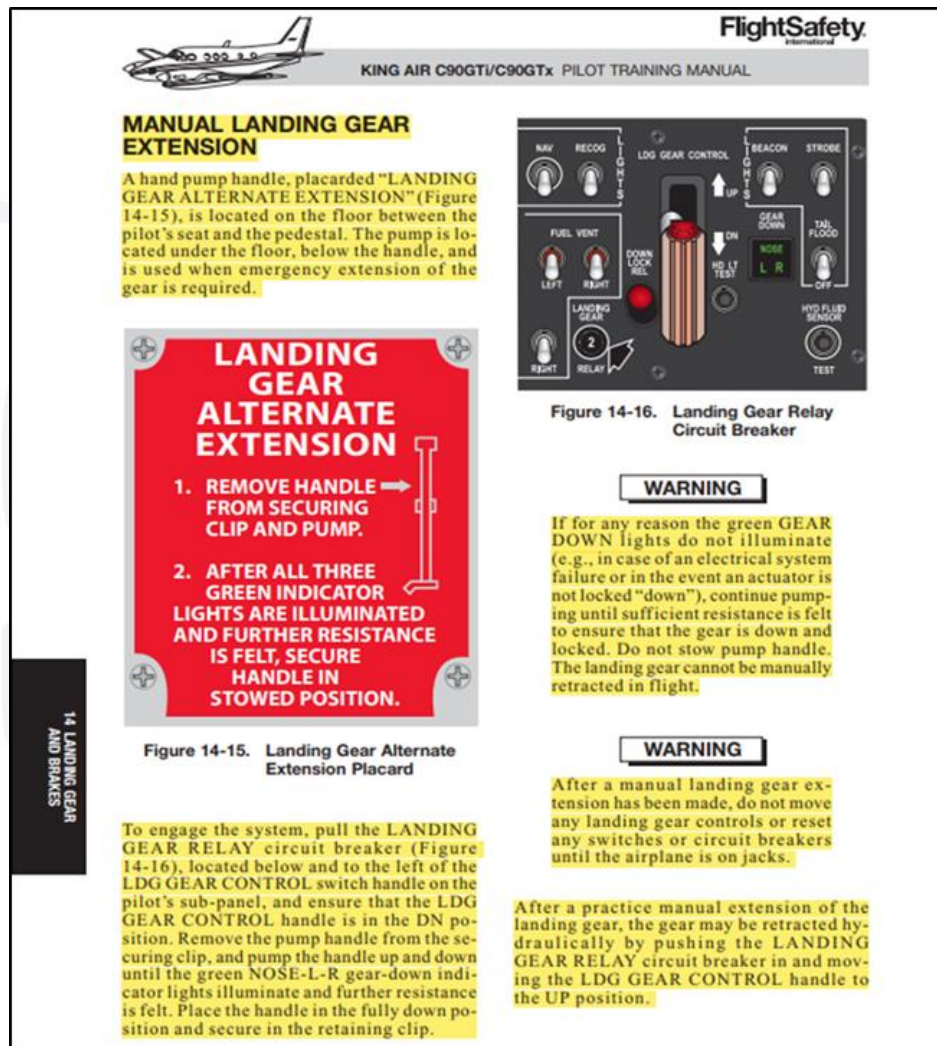 FlightSafety
international
KING AIR C90GTi/C90GTx PILOT TRAINING MANUAL
MANUAL LANDING GEAR
EXTENSION
A hand pump handle, placarded “LANDING
GEAR ALTERNATE EXTENSION” (Figure
14-15), is located on the floor between the
pilot’s seat and the pedestal. The pump is lo-
cated under the floor, below the handle, and
is used when emergency extension of the
gear is required.
LANDING
GEAR
ALTERNATE
EXTENSION
1. REMOVE HANDLE
FROM SECURING
CLIP AND PUMP.
2. AFTER ALL THREE
GREEN INDICATOR
LIGHTS ARE ILLUMINATED
AND FURTHER RESISTANCE
IS FELT, SECURE
HANDLE IN
STOWED POSITION.
Figure 14-15. Landing Gear Alternate
Extension Placard
To engage the system, pull the LANDING
GEAR RELAY circuit breaker (Figure
14-16), located below and to the left of the
LDG GEAR CONTROL switch handle on the
pilot’s sub-panel, and ensure that the LDG
GEAR CONTROL handle is in the DN po-
sition. Remove the pump handle from the se-
curing clip, and pump the handle up and down
until the green NOSE-L-R gear-down indi-
cator lights illuminate and further resistance
is felt. Place the handle in the fully down po-
sition and secure in the retaining clip.
14 LANDING GEAR
AND BRAKES
NAV
RECOG
LIGHTS
LDG GEAR CONTROL
UP
DN
LIGHTS
BEACON
STROBE
FUEL VENT
LEFT
RIGHT
DOWN
LOCK
REL
HD LT
TEST
GEAR
DOWN
NOSE
L R
TAIL
FLOOD
OFF
LANDING
GEAR
2
RELAY
RIGHT
HYD FLUID
SENSOR
TEST
Figure 14-16. Landing Gear Relay
Circuit Breaker
WARNING
If for any reason the green GEAR
DOWN lights do not illuminate
(e.g., in case of an electrical system
failure or in the event an actuator is
not locked “down”), continue pump-
ing until sufficient resistance is felt
to ensure that the gear is down and
locked. Do not stow pump handle.
The landing gear cannot be manually
retracted in flight.
WARNING
After a manual landing gear ex-
tension has been made, do not move
any landing gear controls or reset
any switches or circuit breakers
until the airplane is on jacks.
After a practice manual extension of the
landing gear, the gear may be retracted hy-
draulically by pushing the LANDING
GEAR RELAY circuit breaker in and mov-
ing the LDG GEAR CONTROL handle to
the UP position.